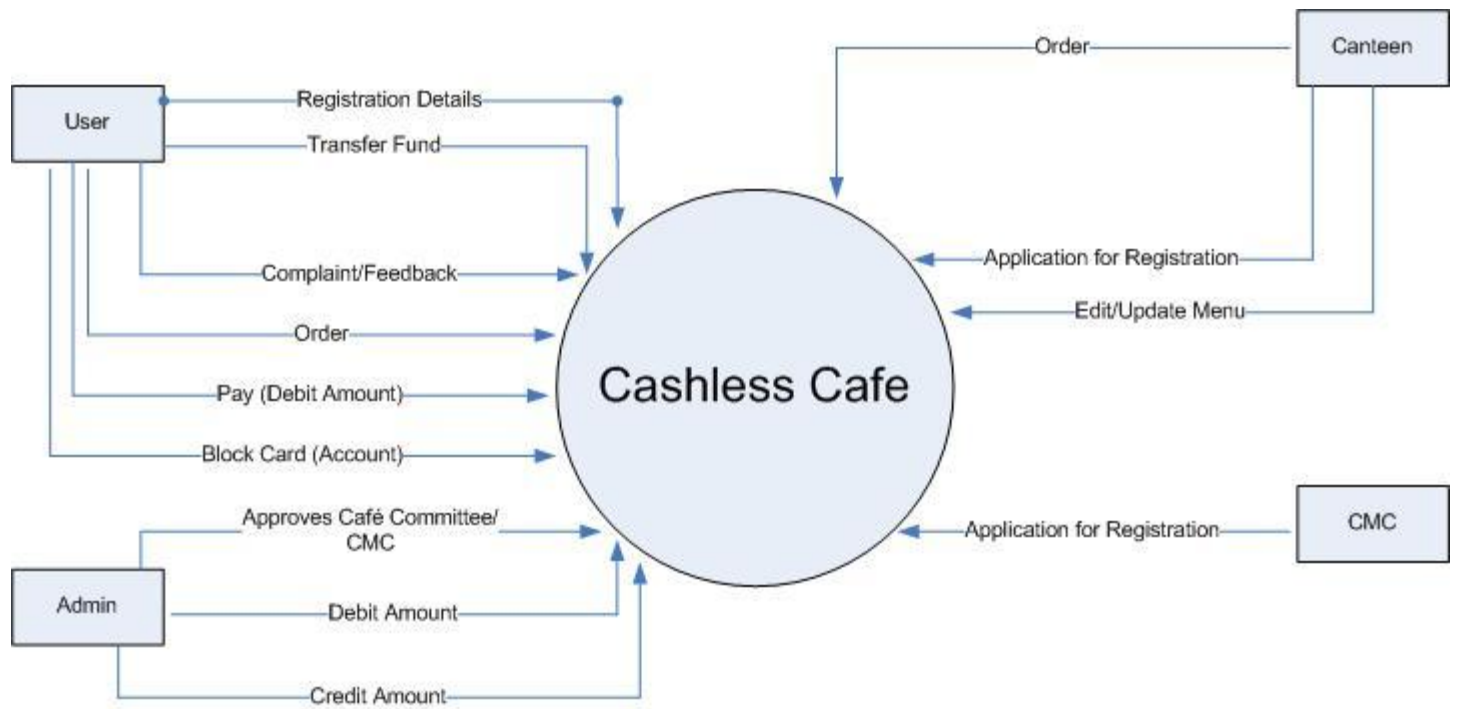 Order
Canteen
Registration Details
User
Transfer Fund
Application for Registration
Complaint/Feedback
Edit/Update Menu
Order
Cashless Cafe
Pay (Debit Amount)
Block Card (Account)
Approves Café Committee/
CMC
Application for Registration
CMC
Admin
Debit Amount
Credit Amount